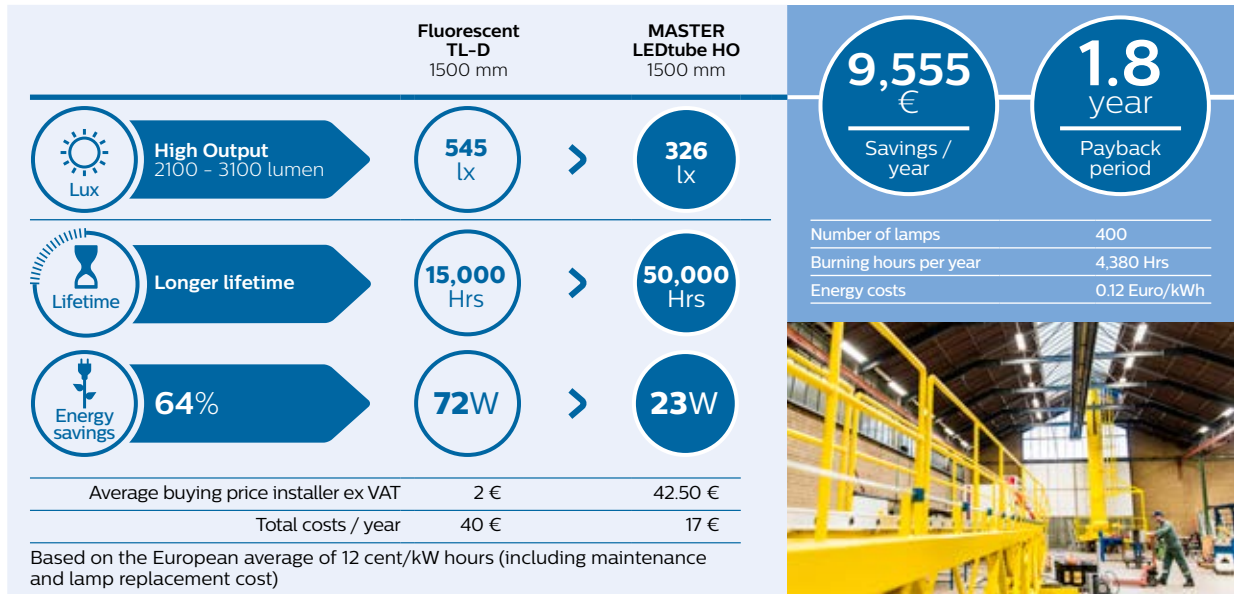 Fluorescent
TL-D
1500 mm
MASTER
LEDtube HO
1500 mm
Lux
High Output
2100 - 3100 lumen
545
lx
>
326
lx
Lifetime
Longer lifetime
15,000
Hrs
>
50,000
Hrs
Energy
savings
64%
72W
>
23W
Average buying price installer ex VAT 2 € 42.50 €
Total costs / year 40 € 17 €
Based on the European average of 12 cent/kW hours (including maintenance
and lamp replacement cost)
9,555
€
Savings /
year
1.8
year
Payback
period
Number of lamps 400
Burning hours per year 4,380 Hrs
Energy costs 0.12 Euro/kWh